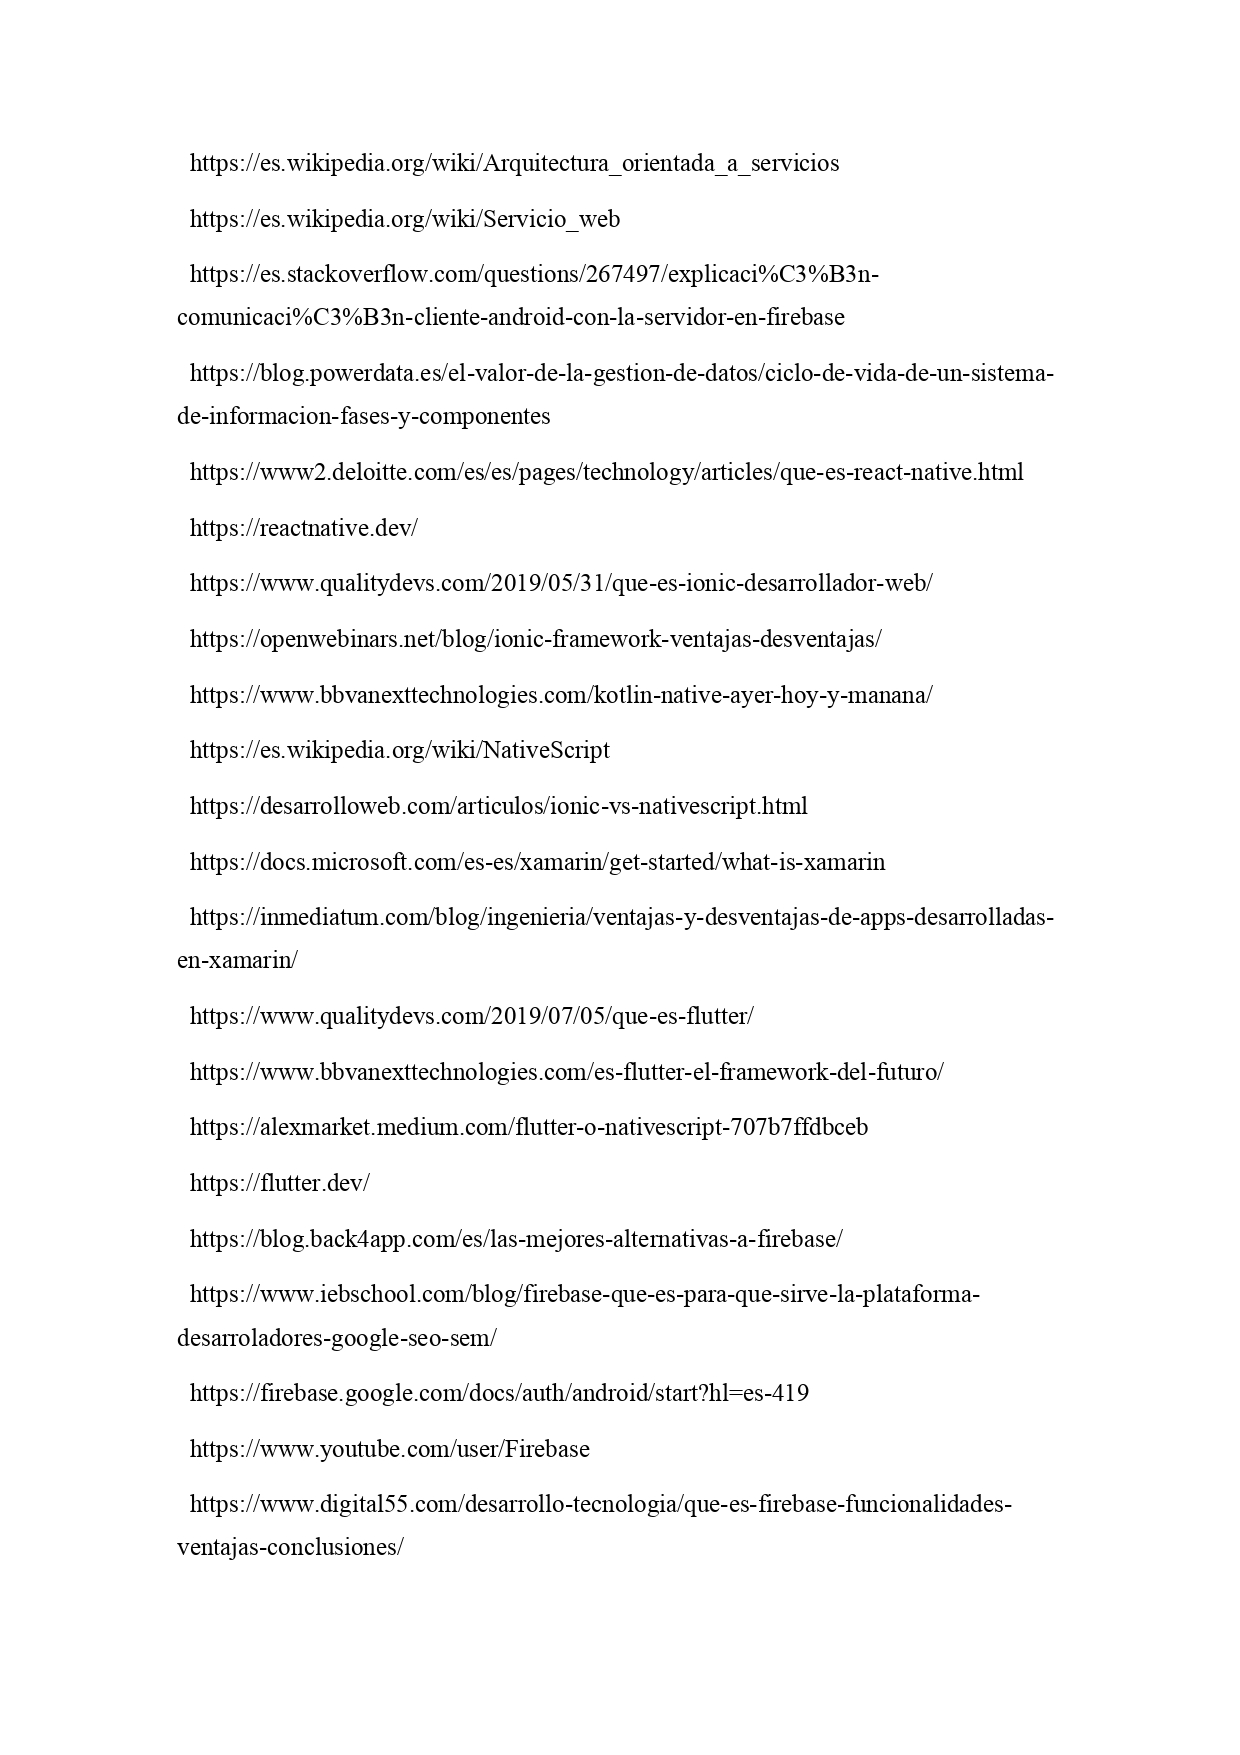 https://es.wikipedia.org/wiki/Arquitectura_orientada_a_servicios
https://es.wikipedia.org/wiki/Servicio_web
https://es.stackoverflow.com/questions/267497/explicaci%C3%B3n-
comunicaci%C3%B3n-cliente-android-con-la-servidor-en-firebase
https://blog.powerdata.es/el-valor-de-la-gestion-de-datos/ciclo-de-vida-de-un-sistema-
de-informacion-fases-y-componentes
https://www2.deloitte.com/es/es/pages/technology/articles/que-es-react-native.html
https://reactnative.dev/
https://www.qualitydevs.com/2019/05/31/que-es-ionic-desarrollador-web/
https://openwebinars.net/blog/ionic-framework-ventajas-desventajas/
https://www.bbvanexttechnologies.com/kotlin-native-ayer-hoy-y-manana/
https://es.wikipedia.org/wiki/NativeScript
https://desarrolloweb.com/articulos/ionic-vs-nativescript.html
https://docs.microsoft.com/es-es/xamarin/get-started/what-is-xamarin
https://inmediatum.com/blog/ingenieria/ventajas-y-desventajas-de-apps-desarrolladas-
en-xamarin/
https://www.qualitydevs.com/2019/07/05/que-es-flutter/
https://www.bbvanexttechnologies.com/es-flutter-el-framework-del-futuro/
https://alexmarket.medium.com/flutter-o-nativescript-707b7ffdbceb
https://flutter.dev/
https://blog.back4app.com/es/las-mejores-alternativas-a-firebase/
https://www.iebschool.com/blog/firebase-que-es-para-que-sirve-la-plataforma-
desarroladores-google-seo-sem/
https://firebase.google.com/docs/auth/android/start?hl=es-419
https://www.youtube.com/user/Firebase
https://www.digital55.com/desarrollo-tecnologia/que-es-firebase-funcionalidades-
ventajas-conclusiones/